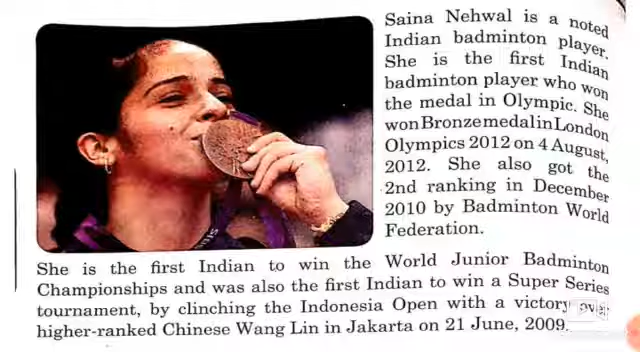 Saina Nehwal is a noted
Indian badminton player.
She is the first Indian
badminton player who won
the medal in Olympic. She
won Bronze medal in London
Olympics 2012 on 4 August,
2012. She also got the
2nd ranking in December
2010 by Badminton World
Federation.
She is the first Indian to win the World Junior Badminton
Championships and was also the first Indian to win a Super Series
tournament, by clinching the Indonesia Open with a victory over
higher-ranked Chinese Wang Lin in Jakarta on 21 June, 2009.